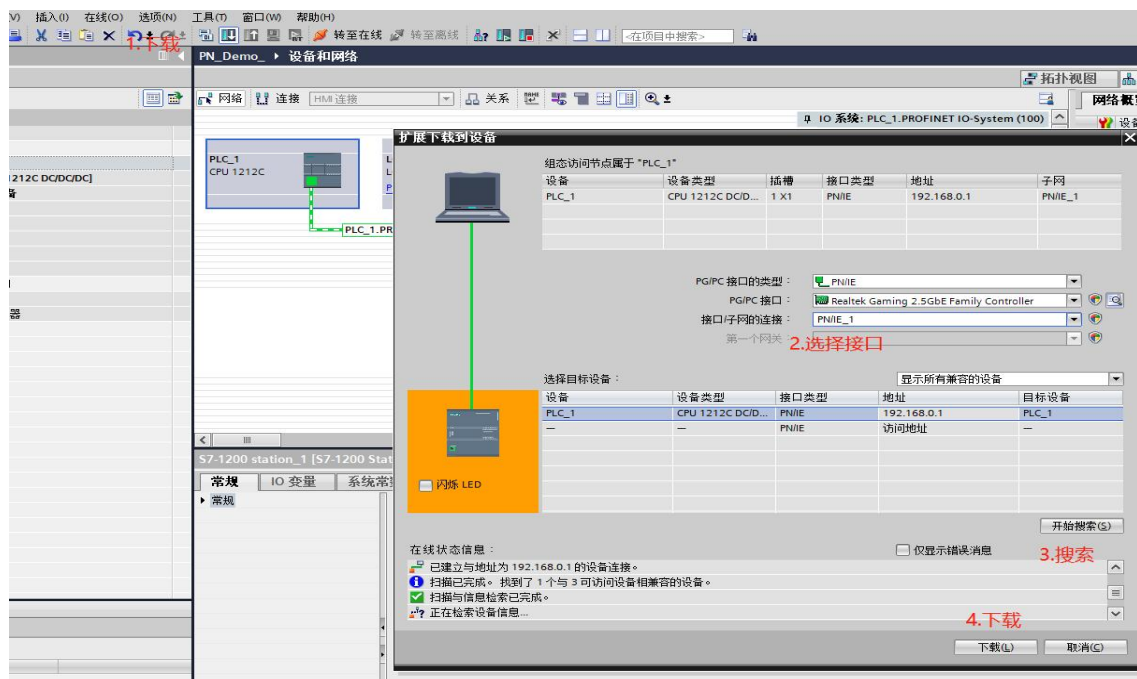 V) 插入(I) 在线(O) 选项(N) 工具(T) 窗口(W) 帮助(H)
1.下载
转至在线 转至离线 <在项目中搜索>
PN_Demo_ 设备和网络
拓扑视图
网络 连接 HMI 连接 关系 网络概
IO 系统: PLC_1.PROFINET IO-System (100) 设备
扩展下载到设备
PLC_1
CPU 1212C
212C DC/DC/DC]
PLC_1.PR
组态访问节点属于 "PLC_1"
设备 设备类型 插槽 接口类型 地址 子网
PLC_1 CPU 1212C DC/D... 1 X1 PN/IE 192.168.0.1 PN/IE_1
PG/PC 接口的类型: PN/IE
PG/PC 接口: Realtek Gaming 2.5GbE Family Controller
接口/子网的连接: PN/IE_1
第一个网关:
2.选择接口
器
选择目标设备: 显示所有兼容的设备
设备 设备类型 接口类型 地址 目标设备
PLC_1 CPU 1212C DC/D... PN/IE 192.168.0.1 PLC_1
— — PN/IE 访问地址 —
闪烁 LED
S7-1200 station_1 [S7-1200 Stat
常规 IO 变量 系统常
常规
开始搜索(S)
3.搜索
在线状态信息: 仅显示错误消息
已建立与地址为 192.168.0.1 的设备连接。
扫描已完成。找到了 1 个与 3 可访问设备相兼容的设备。
扫描与信息检索已完成。
正在检索设备信息...
4.下载
下载(L) 取消(C)